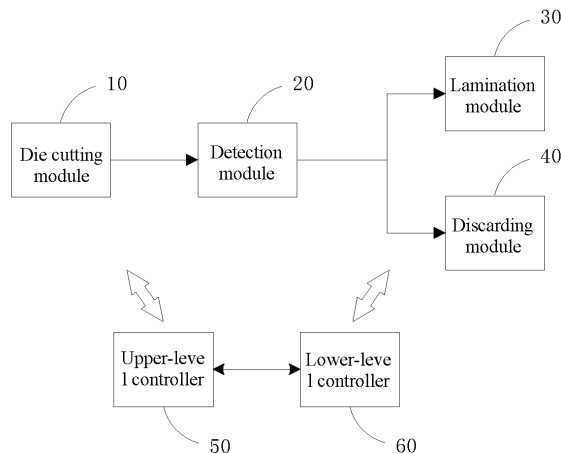 10
20
30
Die cutting
module
Detection
module
Lamination
module
40
Discarding
module
Upper-leve
l controller
Lower-leve
l controller
50
60